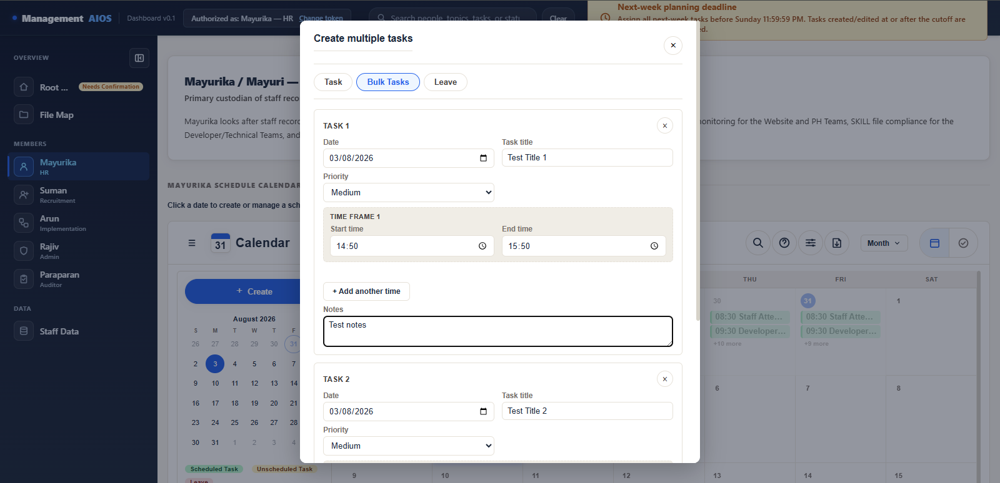 Management AIOS
Dashboard v0.1
Authorized as: Mayurika — HR Change token
Search people, topics, tasks, or stat
Clear
Next-week planning deadline
Assign all next-week tasks before Sunday 11:59:59 PM. Tasks created/edited at or after the cutoff are
ed.
OVERVIEW
Root ...
Needs Confirmation
File Map
MEMBERS
Mayurika
HR
Suman
Recruitment
Arun
Implementation
Rajiv
Admin
Paraparan
Auditor
DATA
Staff Data
Mayurika / Mayuri —
Primary custodian of staff reco
Mayurika looks after staff record
onitoring for the Website and PH Teams, SKILL file compliance for the
Developer/Technical Teams, and
MAYURIKA SCHEDULE CALENDAR
Click a date to create or manage a sch
31
Calendar
Month
+ Create
August 2026
S M T W T F
26 27 28 29 30 31
2 3 4 5 6 7
9 10 11 12 13 14
16 17 18 19 20 21
23 24 25 26 27 28
30 31 1 2 3 4
Scheduled Task
Unscheduled Task
Leave
Create multiple tasks
Task
Bulk Tasks
Leave
TASK 1
Date
Task title
03/08/2026
Test Title 1
Priority
Medium
TIME FRAME 1
Start time
End time
14:50
15:50
+ Add another time
Notes
Test notes
TASK 2
Date
Task title
03/08/2026
Test Title 2
Priority
Medium
THU FRI SAT
30 31 1
08:30 Staff Atte...
09:30 Developer...
+10 more
08:30 Staff Atte...
09:30 Developer...
+9 more
6 7 8
9 10 11 12 13 14 15